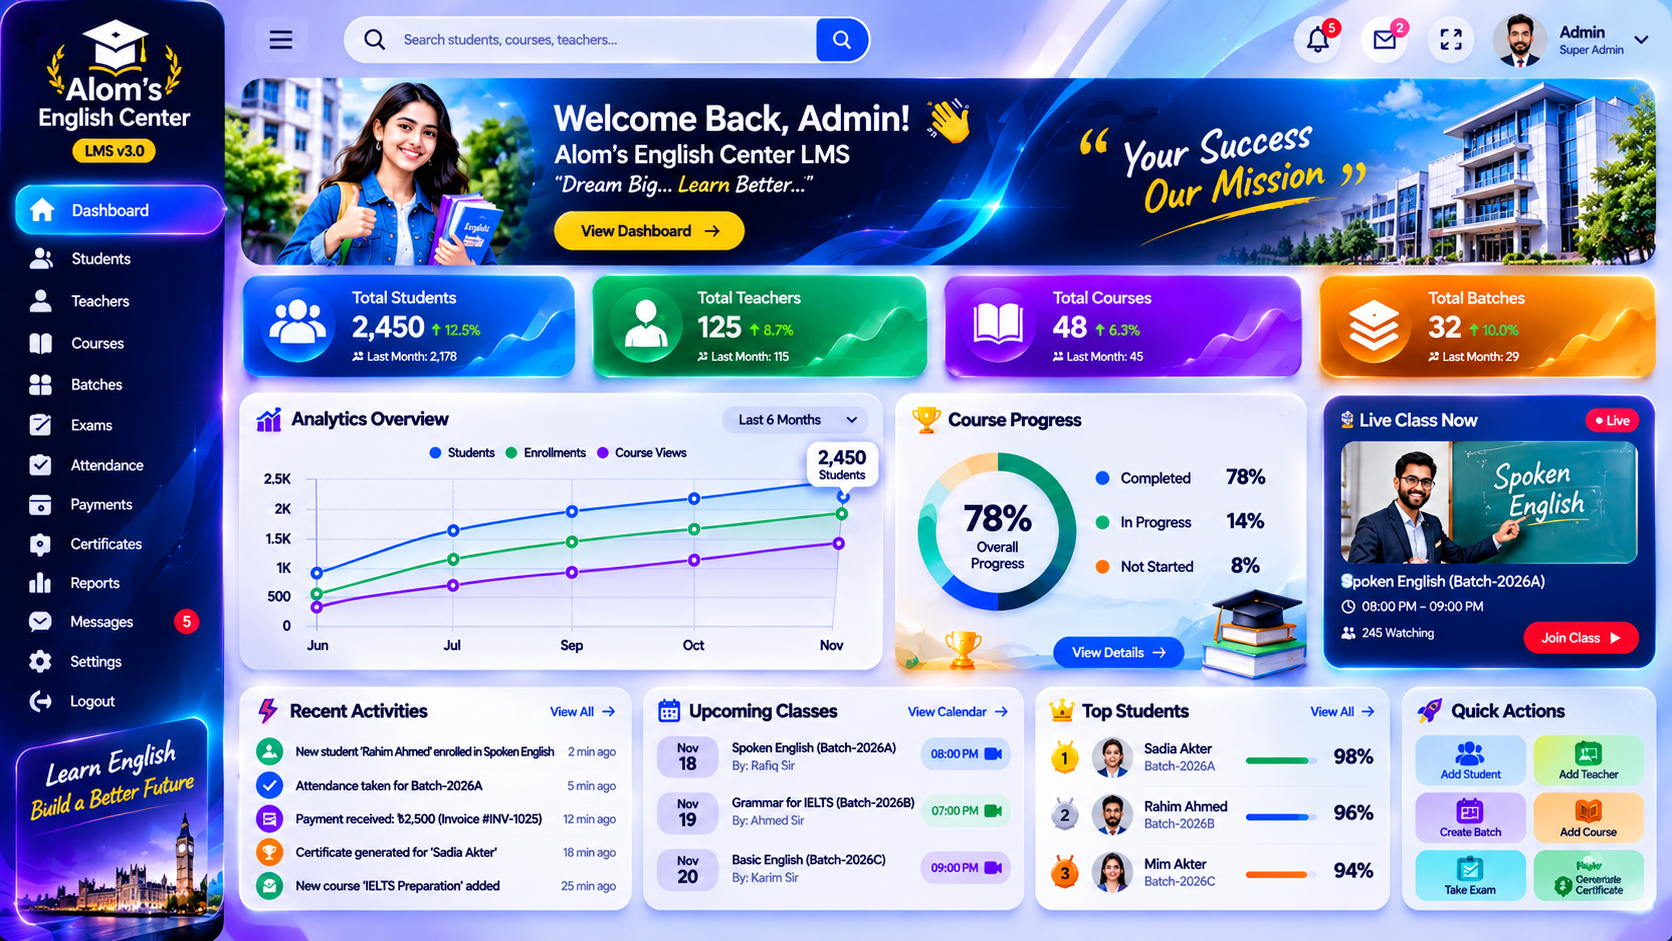 Alom's
English Center
LMS v3.0
Dashboard
Students
Teachers
Courses
Batches
Exams
Attendance
Payments
Certificates
Reports
Messages
5
Settings
Logout
Learn English
Build a Better Future
Search students, courses, teachers...
5
2
Admin
Super Admin
Welcome Back, Admin!
Alom's English Center LMS
"Dream Big... Learn Better..."
View Dashboard →
English
“ Your Success
Our Mission ”
Total Students
2,450 ↑ 12.5%
Last Month: 2,178
Total Teachers
125 ↑ 8.7%
Last Month: 115
Total Courses
48 ↑ 6.3%
Last Month: 45
Total Batches
32 ↑ 10.0%
Last Month: 29
Analytics Overview
Last 6 Months
Students
Enrollments
Course Views
2,450
Students
2.5K
2K
1.5K
1K
500
0
Jun
Jul
Sep
Oct
Nov
Course Progress
78%
Overall
Progress
Completed 78%
In Progress 14%
Not Started 8%
View Details →
Live Class Now
Live
Spoken
English
Spoken English (Batch-2026A)
08:00 PM – 09:00 PM
245 Watching
Join Class
Recent Activities
View All →
New student 'Rahim Ahmed' enrolled in Spoken English 2 min ago
Attendance taken for Batch-2026A 5 min ago
Payment received: ৳2,500 (Invoice #INV-1025) 12 min ago
Certificate generated for 'Sadia Akter' 18 min ago
New course 'IELTS Preparation' added 25 min ago
Upcoming Classes
View Calendar →
Nov
18
Spoken English (Batch-2026A)
By: Rafiq Sir
08:00 PM
Nov
19
Grammar for IELTS (Batch-2026B)
By: Ahmed Sir
07:00 PM
Nov
20
Basic English (Batch-2026C)
By: Karim Sir
09:00 PM
Top Students
View All →
1
Sadia Akter
Batch-2026A
98%
2
Rahim Ahmed
Batch-2026B
96%
3
Mim Akter
Batch-2026C
94%
Quick Actions
Add Student
Add Teacher
Create Batch
Add Course
Take Exam
Certificate